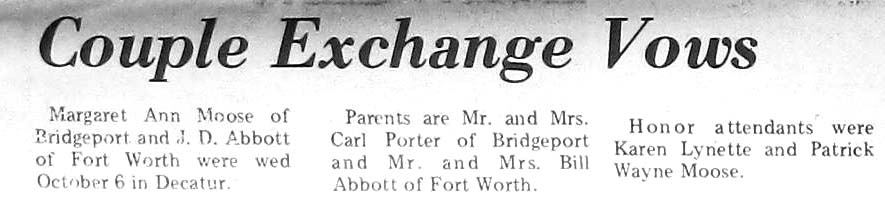 Couple Exchange Vows
Margaret Ann Moose of
Bridgeport and J. D. Abbott
of Fort Worth were wed
October 6 in Decatur.
Parents are Mr. and Mrs.
Carl Porter of Bridgeport
and Mr. and Mrs. Bill
Abbott of Fort Worth.
Honor attendants were
Karen Lynette and Patrick
Wayne Moose.